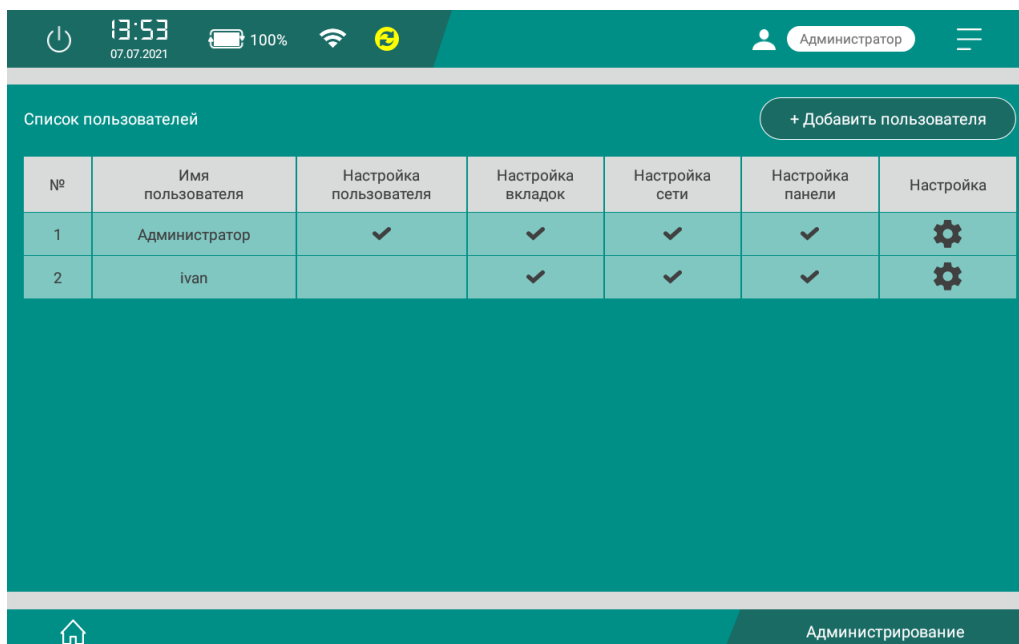 13:53
07.07.2021
100%
Администратор
Список пользователей
+ Добавить пользователя
№
Имя
пользователя
Настройка
пользователя
Настройка
вкладок
Настройка
сети
Настройка
панели
Настройка
1
Администратор
2
ivan
Администрирование